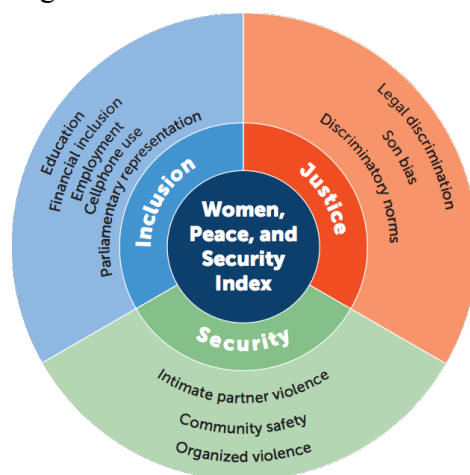 Women,
Peace, and
Security
Index
Inclusion
Education
Financial inclusion
Employment
Cellphone use
Parliamentary representation
Justice
Legal discrimination
Son bias
Discriminatory norms
Security
Intimate partner violence
Community safety
Organized violence